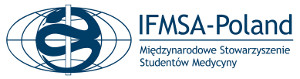 IFMSA-Poland
Międzynarodowe Stowarzyszenie
Studentów Medycyny